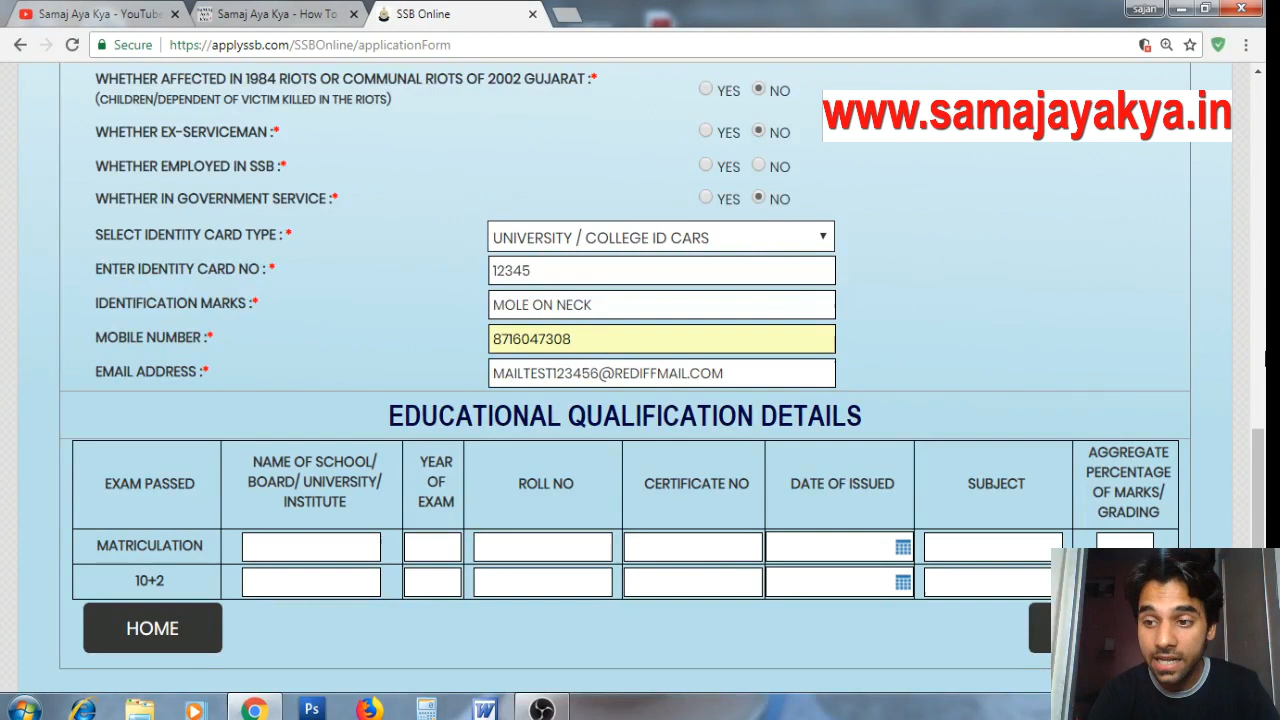 sajan
Samaj Aya Kya - YouTube
Samaj Aya Kya - How To
SSB Online
Secure
https://applyssb.com/SSBOnline/applicationForm
WHETHER AFFECTED IN 1984 RIOTS OR COMMUNAL RIOTS OF 2002 GUJARAT :*
(CHILDREN/DEPENDENT OF VICTIM KILLED IN THE RIOTS)
YES NO
www.samajayakya.in
WHETHER EX-SERVICEMAN :* YES NO
WHETHER EMPLOYED IN SSB:* YES NO
WHETHER IN GOVERNMENT SERVICE :* YES NO
SELECT IDENTITY CARD TYPE : * UNIVERSITY / COLLEGE ID CARS
ENTER IDENTITY CARD NO : * 12345
IDENTIFICATION MARKS :* MOLE ON NECK
MOBILE NUMBER :* 8716047308
EMAIL ADDRESS :* MAILTEST123456@REDIFFMAIL.COM
EDUCATIONAL QUALIFICATION DETAILS
EXAM PASSED
NAME OF SCHOOL/
BOARD/ UNIVERSITY/
INSTITUTE
YEAR
OF
EXAM
ROLL NO
CERTIFICATE NO
DATE OF ISSUED
SUBJECT
AGGREGATE
PERCENTAGE
OF MARKS/
GRADING
MATRICULATION
10+2
HOME
Ps
W